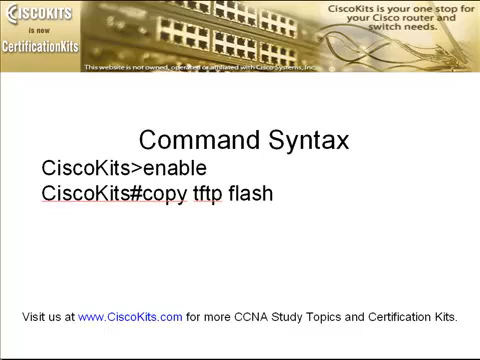 CISCOKITS
is now
CertificationKits
CiscoKits is your one stop for
your Cisco router and
switch needs.
This website is not owned, operated or affiliated with Cisco Systems, Inc.
Command Syntax
CiscoKits>enable
CiscoKits#copy tftp flash
Visit us at www.CiscoKits.com for more CCNA Study Topics and Certification Kits.